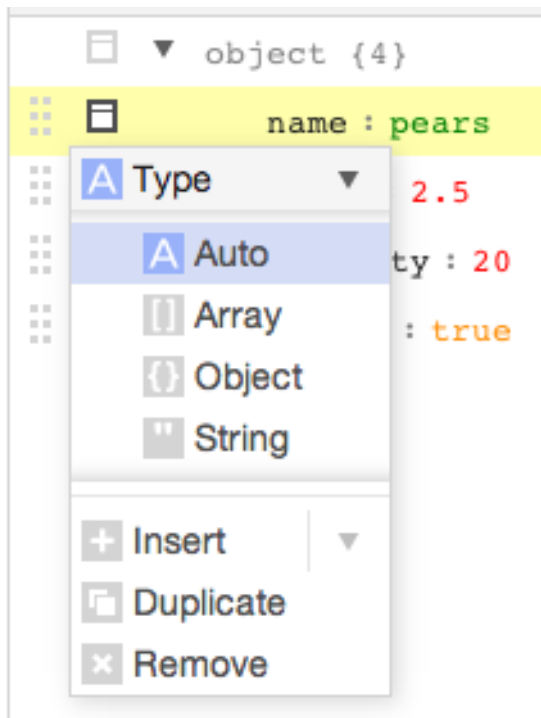 object {4}
name : pears
A Type
2.5
A Auto
ty : 20
[] Array
: true
{} Object
" String
Insert
Duplicate
Remove